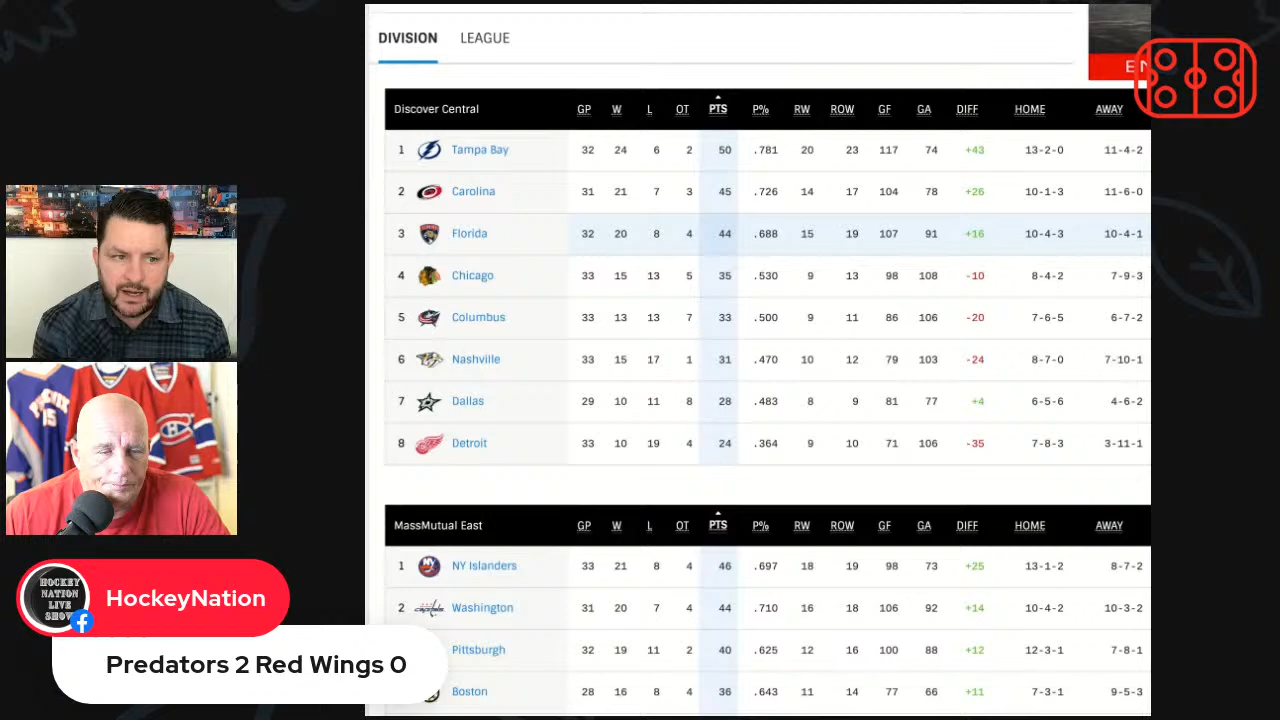 DIVISION LEAGUE
Discover Central GP W L OT PTS P% RW ROW GF GA DIFF HOME AWAY
1 Tampa Bay 32 24 6 2 50 .781 20 23 117 74 +43 13-2-0 11-4-2
2 Carolina 31 21 7 3 45 .726 14 17 104 78 +26 10-1-3 11-6-0
3 Florida 32 20 8 4 44 .688 15 19 107 91 +16 10-4-3 10-4-1
4 Chicago 33 15 13 5 35 .530 9 13 98 108 -10 8-4-2 7-9-3
5 Columbus 33 13 13 7 33 .500 9 11 86 106 -20 7-6-5 6-7-2
6 Nashville 33 15 17 1 31 .470 10 12 79 103 -24 8-7-0 7-10-1
7 Dallas 29 10 11 8 28 .483 8 9 81 77 +4 6-5-6 4-6-2
8 Detroit 33 10 19 4 24 .364 9 10 71 106 -35 7-8-3 3-11-1
MassMutual East GP W L OT PTS P% RW ROW GF GA DIFF HOME AWAY
1 NY Islanders 33 21 8 4 46 .697 18 19 98 73 +25 13-1-2 8-7-2
2 Washington 31 20 7 4 44 .710 16 18 106 92 +14 10-4-2 10-3-2
Pittsburgh 32 19 11 2 40 .625 12 16 100 88 +12 12-3-1 7-8-1
Boston 28 16 8 4 36 .643 11 14 77 66 +11 7-3-1 9-5-3
PHOENIX
15
HOCKEY
NATION
LIVE
SHOW
HockeyNation
Predators 2 Red Wings 0